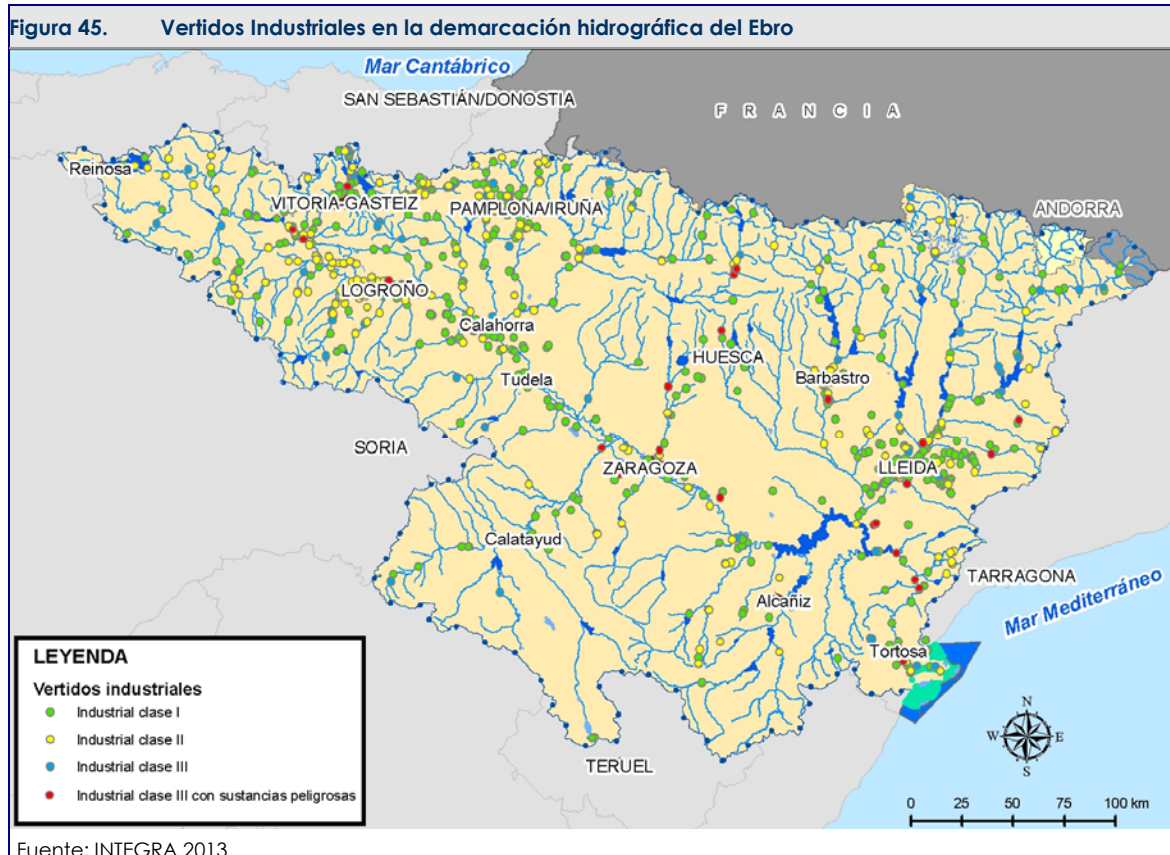 Figura 45. Vertidos Industriales en la demarcación hidrográfica del Ebro
Mar Cantábrico
SAN SEBASTIÁN/DONOSTIA
FRANCIA
Reinosa
VITORIA-GASTEIZ
PAMPLONA/IRUÑA
ANDORRA
LOGROÑO
Calahorra
HUESCA
Tudela
Barbastro
SORIA
ZARAGOZA
LLEIDA
Calatayud
TARRAGONA
Alcañiz
Mar Mediterráneo
Tortosa
TERUEL
LEYENDA
Vertidos industriales
Industrial clase I
Industrial clase II
Industrial clase III
Industrial clase III con sustancias peligrosas
N
W E
S
0 25 50 75 100 km
Fuente: INTEGRA 2013